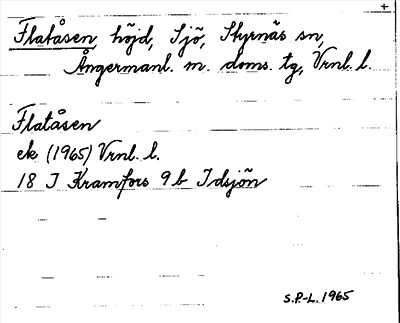 Flatåsen, höjd, Sjö, Styrnäs sn,
Ångermanl. m. doms. tg, Vrnl. l.
Flatåsen
ek. (1965) Vrnl. l.
18 J Kramfors 9 b Idsjön
S.P.-L. 1965